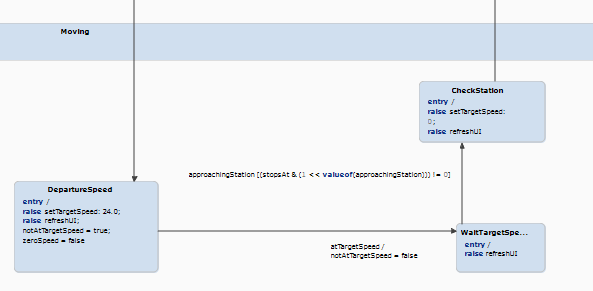 Moving
CheckStation
entry /
raise setTargetSpeed:
0;
raise refreshUI
approachingStation [(stopsAt & (1 << valueof(approachingStation))) != 0]
DepartureSpeed
entry /
raise setTargetSpeed: 24.0;
raise refreshUI;
notAtTargetSpeed = true;
zeroSpeed = false
WaitTargetSpe...
entry /
raise refreshUI
atTargetSpeed /
notAtTargetSpeed = false